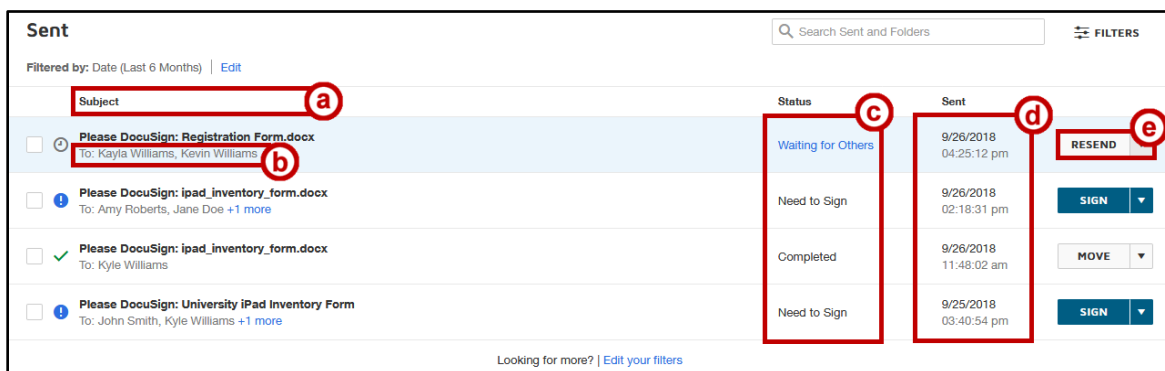 Sent
Search Sent and Folders
FILTERS
Filtered by: Date (Last 6 Months) | Edit
Subject a Status c Sent d
Please DocuSign: Registration Form.docx
To: Kayla Williams, Kevin Williams b
Waiting for Others
9/26/2018
04:25:12 pm
RESEND e
Please DocuSign: ipad_inventory_form.docx
To: Amy Roberts, Jane Doe +1 more
Need to Sign
9/26/2018
02:18:31 pm
SIGN
Please DocuSign: ipad_inventory_form.docx
To: Kyle Williams
Completed
9/26/2018
11:48:02 am
MOVE
Please DocuSign: University iPad Inventory Form
To: John Smith, Kyle Williams +1 more
Need to Sign
9/25/2018
03:40:54 pm
SIGN
Looking for more? | Edit your filters